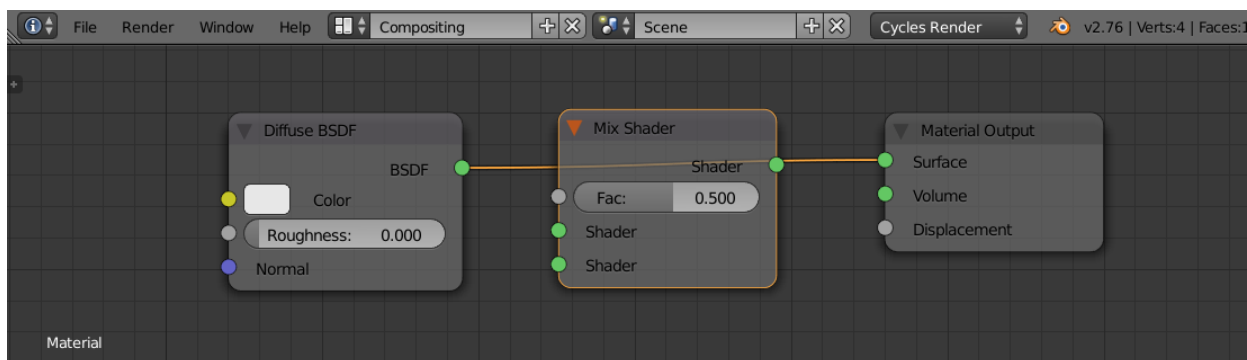 File Render Window Help Compositing Scene Cycles Render v2.76 | Verts:4 | Faces:1
Diffuse BSDF
BSDF
Color
Roughness: 0.000
Normal
Mix Shader
Shader
Fac: 0.500
Shader
Shader
Material Output
Surface
Volume
Displacement
Material